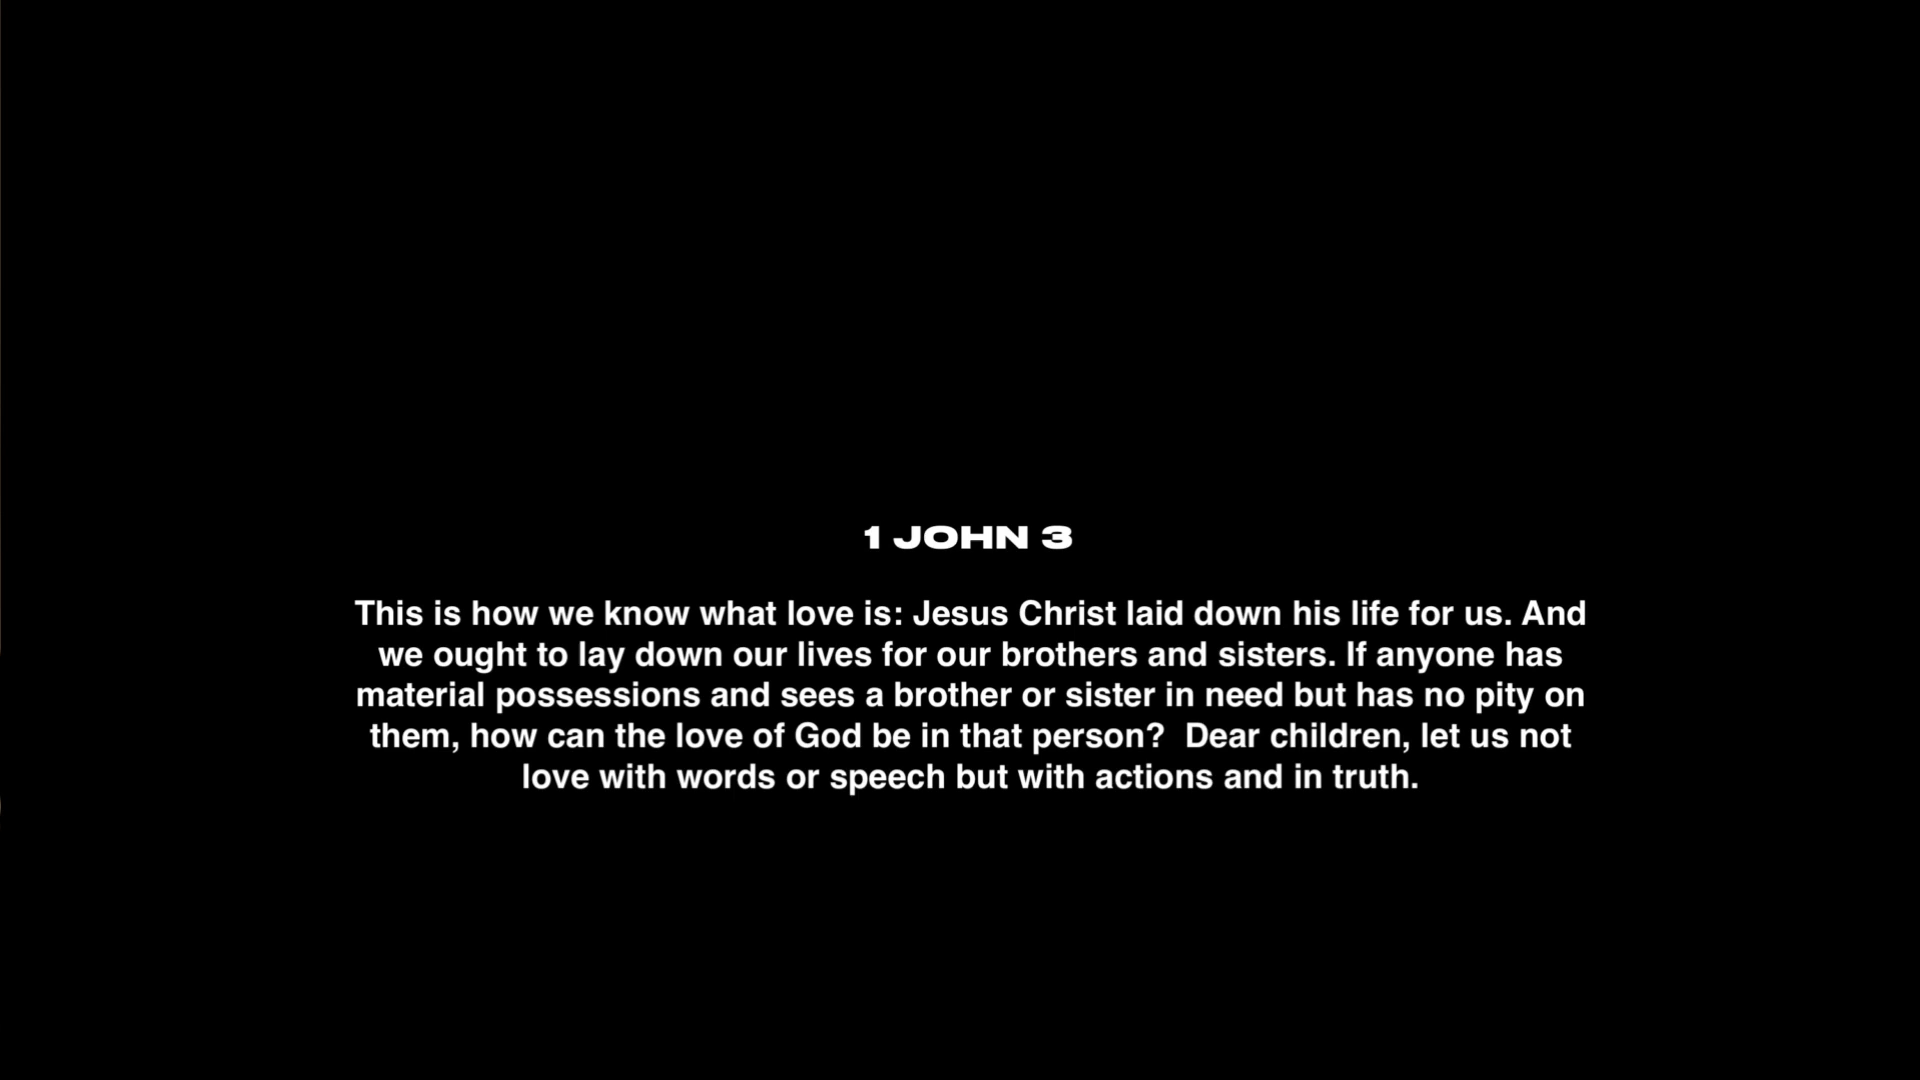 1 JOHN 3
This is how we know what love is: Jesus Christ laid down his life for us. And
we ought to lay down our lives for our brothers and sisters. If anyone has
material possessions and sees a brother or sister in need but has no pity on
them, how can the love of God be in that person?  Dear children, let us not
love with words or speech but with actions and in truth.